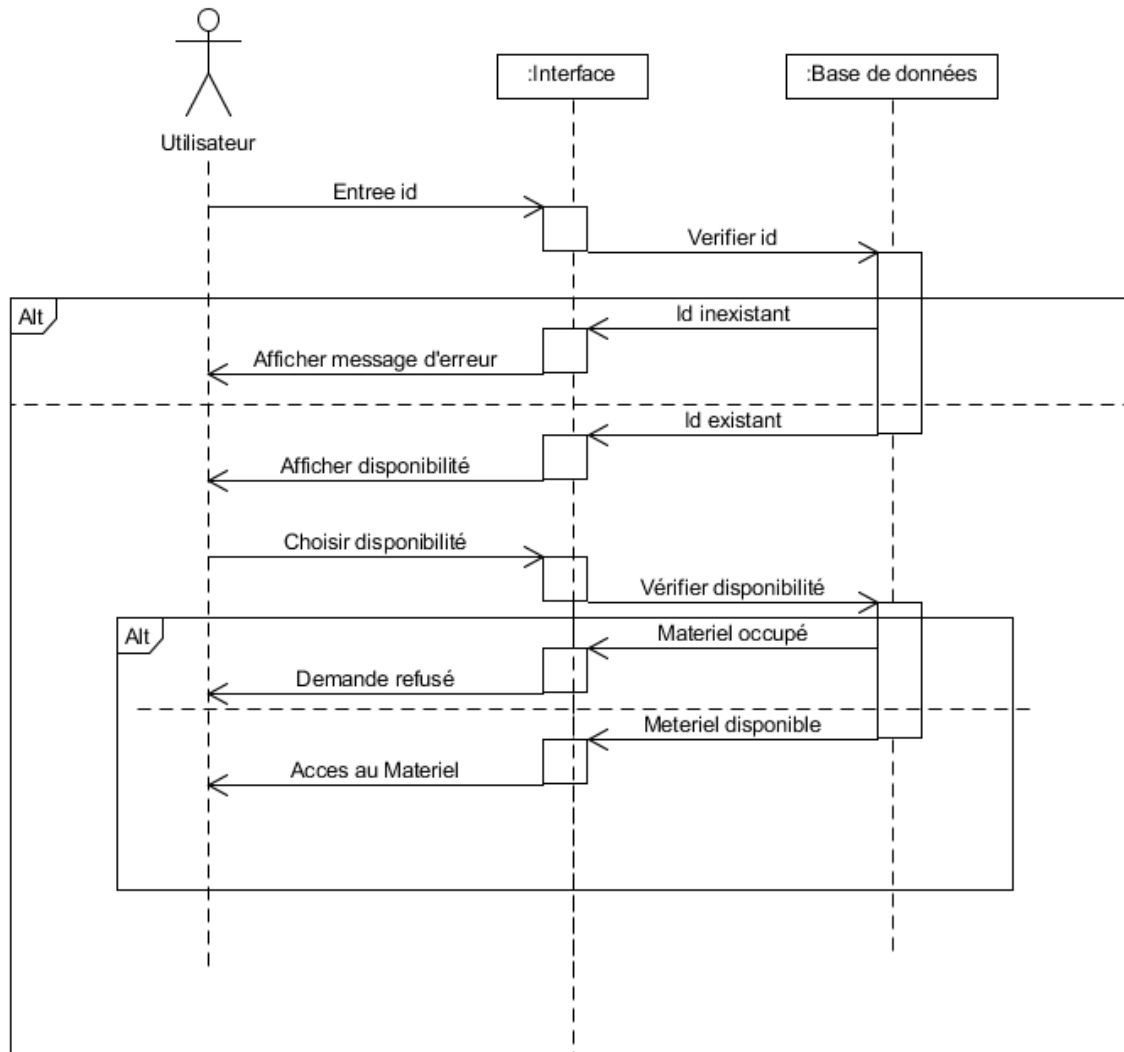 :Interface
:Base de données
Utilisateur
Entree id
Verifier id
Alt
Id inexistant
Afficher message d'erreur
Id existant
Afficher disponibilité
Choisir disponibilité
Vérifier disponibilité
Alt
Materiel occupé
Demande refusé
Meteriel disponible
Acces au Materiel